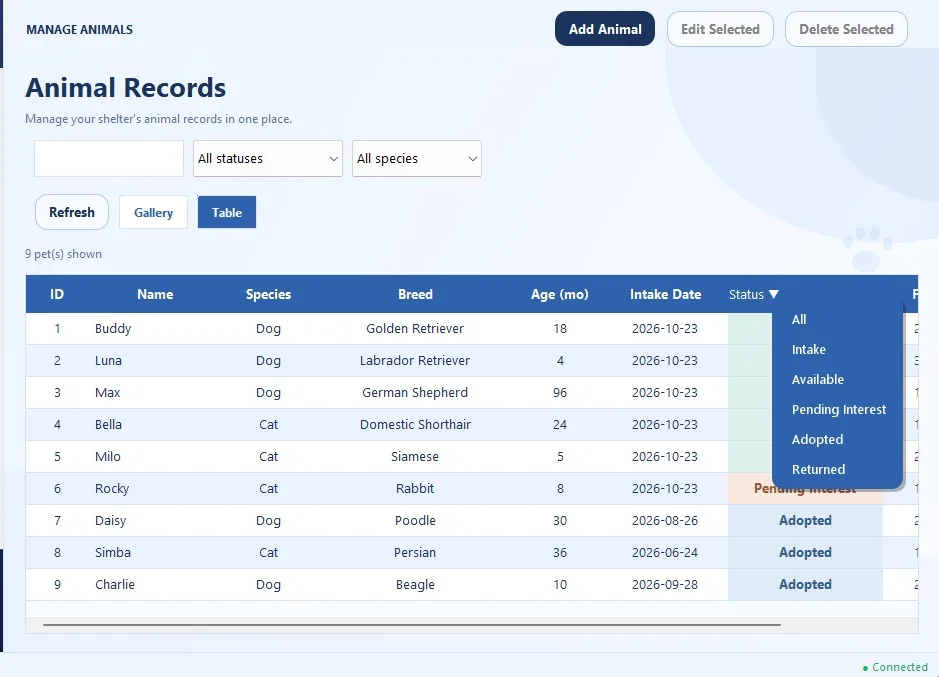 MANAGE ANIMALS Add Animal Edit Selected Delete Selected
Animal Records
Manage your shelter's animal records in one place.
All statuses All species
Refresh Gallery Table
9 pet(s) shown
ID Name Species Breed Age (mo) Intake Date Status ▼
All
Intake
Available
Pending Interest
Adopted
Returned
1 Buddy Dog Golden Retriever 18 2026-10-23
2 Luna Dog Labrador Retriever 4 2026-10-23
3 Max Dog German Shepherd 96 2026-10-23
4 Bella Cat Domestic Shorthair 24 2026-10-23
5 Milo Cat Siamese 5 2026-10-23
6 Rocky Cat Rabbit 8 2026-10-23 Pending Interest
7 Daisy Dog Poodle 30 2026-08-26 Adopted
8 Simba Cat Persian 36 2026-06-24 Adopted
9 Charlie Dog Beagle 10 2026-09-28 Adopted
● Connected